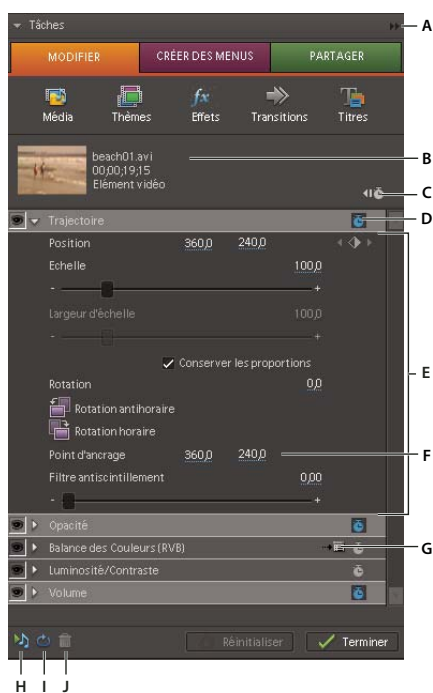 Tâches
A
MODIFIER
CRÉER DES MENUS
PARTAGER
Média
Thèmes
fx
Effets
Transitions
Titres
beach01.avi
00;00;19;15
Elément vidéo
B
C
Trajectoire
D
Position 360,0 240,0
Echelle 100,0
- +
Largeur d'échelle 100,0
- +
Conserver les proportions
E
Rotation 0,0
Rotation antihoraire
Rotation horaire
Point d'ancrage 360,0 240,0
F
Filtre antiscintillement 0,00
- +
Opacité
Balance des Couleurs (RVB)
G
Luminosité/Contraste
Volume
Réinitialiser
Terminer
H I J